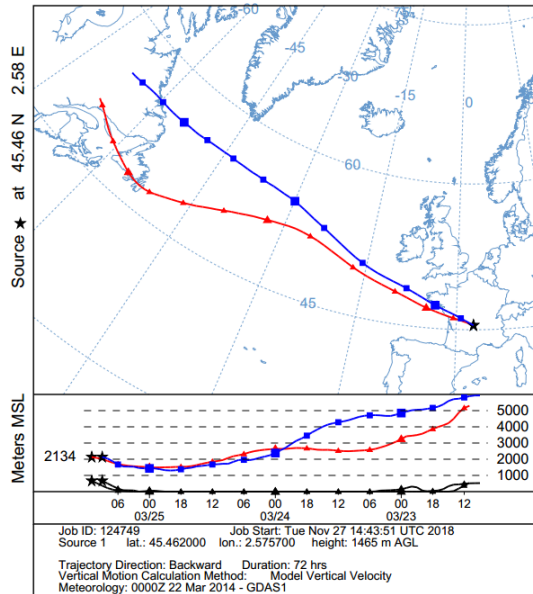 Source ★ at 45.46 N 2.58 E
-60
-45
-30
-15
0
60
45
Meters MSL
2134
5000
4000
3000
2000
1000
06 00 18 12 06 00 18 12 06 00 18 12
03/25 03/24 03/23
Job ID: 124749 Job Start: Tue Nov 27 14:43:51 UTC 2018
Source 1 lat.: 45.462000 lon.: 2.575700 height: 1465 m AGL
Trajectory Direction: Backward Duration: 72 hrs
Vertical Motion Calculation Method: Model Vertical Velocity
Meteorology: 0000Z 22 Mar 2014 - GDAS1